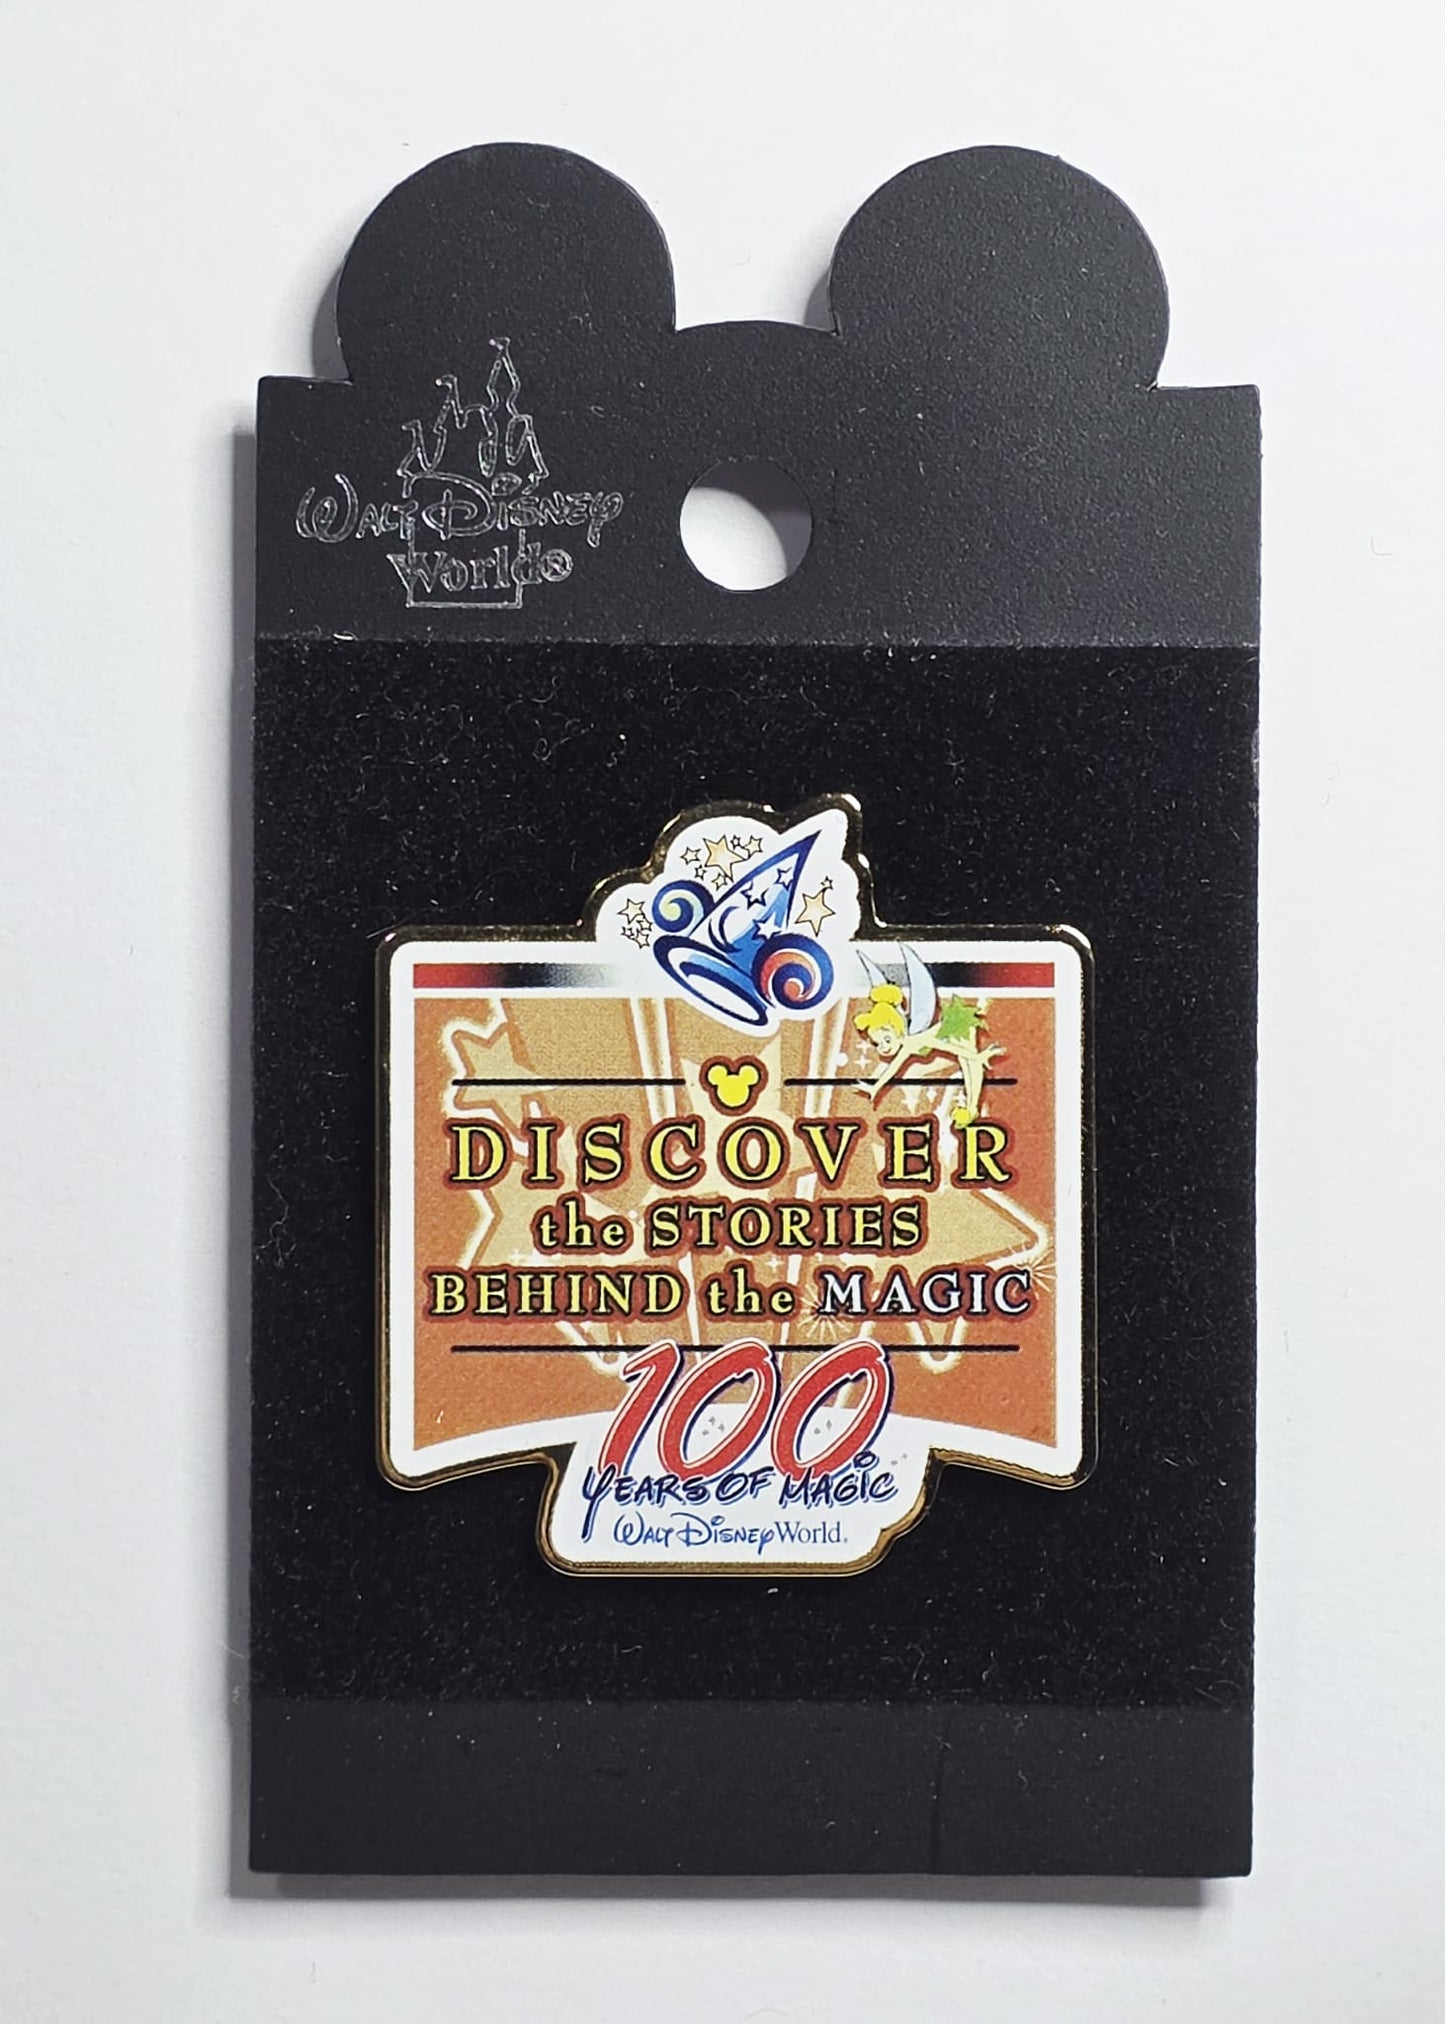 Walt Disney
World®
DISCOVER
the STORIES
BEHIND the MAGIC
100
YEARS OF MAGIC
Walt Disney World®